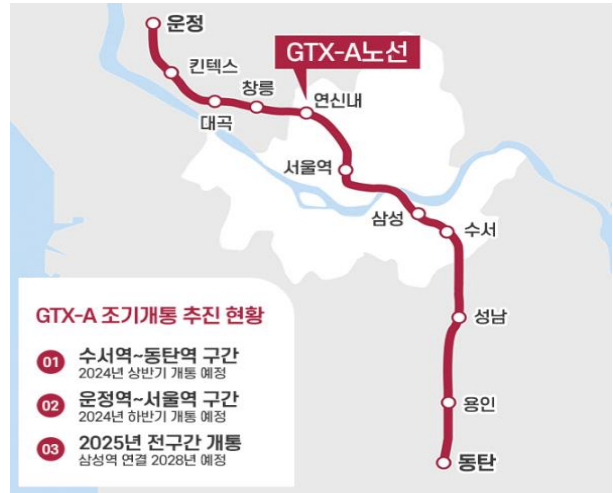 운정
GTX-A노선
킨텍스
창릉
연신내
대곡
서울역
삼성
수서
성남
용인
동탄
GTX-A 조기개통 추진 현황
01 수서역~동탄역 구간
2024년 상반기 개통 예정
02 운정역~서울역 구간
2024년 하반기 개통 예정
03 2025년 전구간 개통
삼성역 연결 2028년 예정